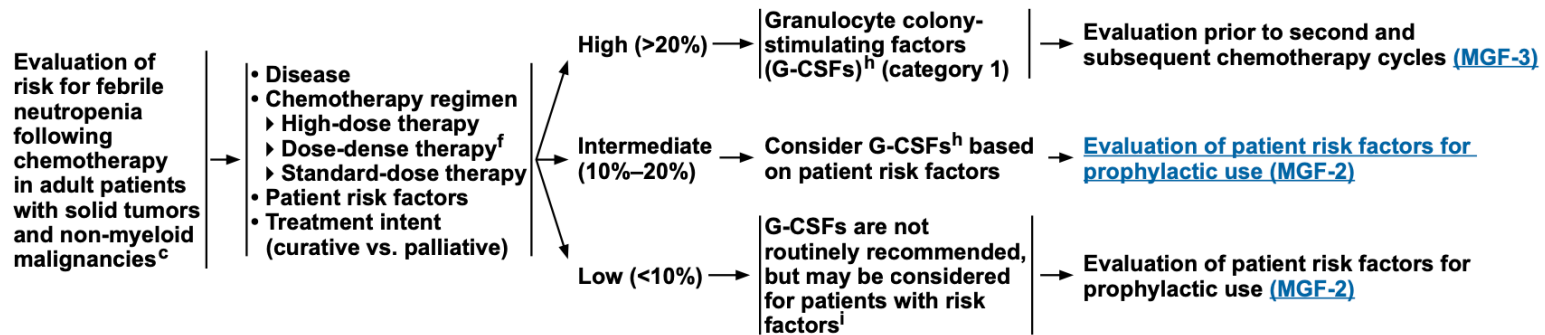 Evaluation of
risk for febrile
neutropenia
following
chemotherapy
in adult patients
with solid tumors
and non-myeloid
malignancies^c
• Disease
• Chemotherapy regimen
▸ High-dose therapy
▸ Dose-dense therapy^f
▸ Standard-dose therapy
• Patient risk factors
• Treatment intent
(curative vs. palliative)
High (>20%)
Granulocyte colony-
stimulating factors
(G-CSFs)^h (category 1)
Evaluation prior to second and
subsequent chemotherapy cycles (MGF-3)
Intermediate
(10%–20%)
Consider G-CSFs^h based
on patient risk factors
Evaluation of patient risk factors for
prophylactic use (MGF-2)
Low (<10%)
G-CSFs are not
routinely recommended,
but may be considered
for patients with risk
factors^i
Evaluation of patient risk factors for
prophylactic use (MGF-2)